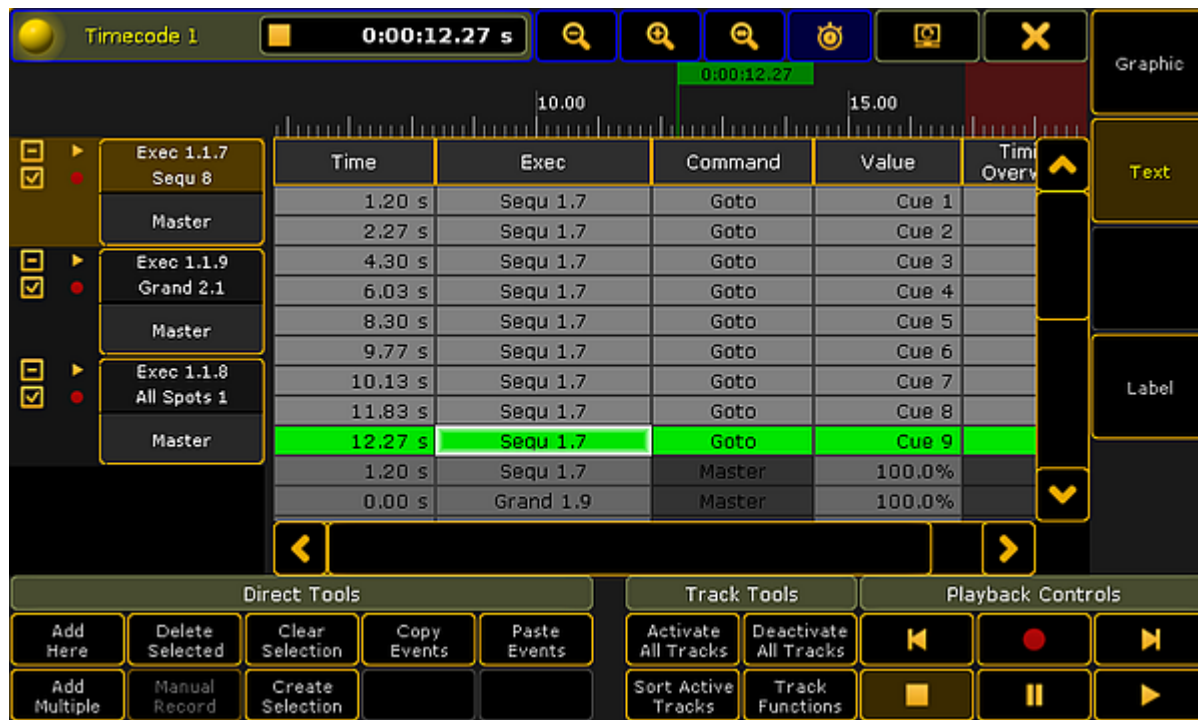 Timecode 1
0:00:12.27 s
Graphic
0:00:12.27
10.00
15.00
Exec 1.1.7
Sequ 8
Master
Time Exec Command Value
Text
1.20 s Sequ 1.7 Goto Cue 1
2.27 s Sequ 1.7 Goto Cue 2
Exec 1.1.9
Grand 2.1
Master
4.30 s Sequ 1.7 Goto Cue 3
6.03 s Sequ 1.7 Goto Cue 4
8.30 s Sequ 1.7 Goto Cue 5
9.77 s Sequ 1.7 Goto Cue 6
Exec 1.1.8
All Spots 1
Master
10.13 s Sequ 1.7 Goto Cue 7
11.83 s Sequ 1.7 Goto Cue 8
12.27 s Sequ 1.7 Goto Cue 9
1.20 s Sequ 1.7 Master 100.0%
0.00 s Grand 1.9 Master 100.0%
Label
Direct Tools
Track Tools
Playback Controls
Add
Here
Delete
Selected
Clear
Selection
Copy
Events
Paste
Events
Activate
All Tracks
Deactivate
All Tracks
Add
Multiple
Manual
Record
Create
Selection
Sort Active
Tracks
Track
Functions